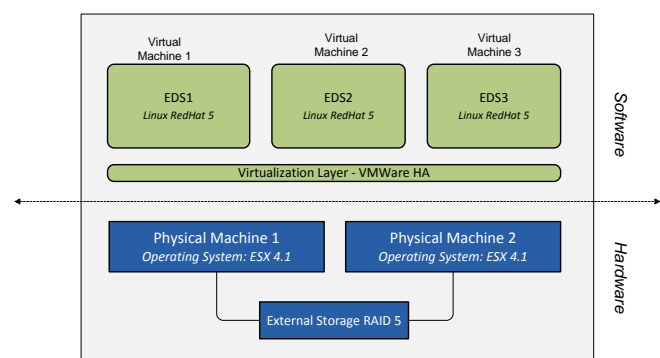 Virtual
Machine 1
Virtual
Machine 2
Virtual
Machine 3
EDS1
Linux RedHat 5
EDS2
Linux RedHat 5
EDS3
Linux RedHat 5
Virtualization Layer - VMWare HA
Software
Physical Machine 1
Operating System: ESX 4.1
Physical Machine 2
Operating System: ESX 4.1
External Storage RAID 5
Hardware